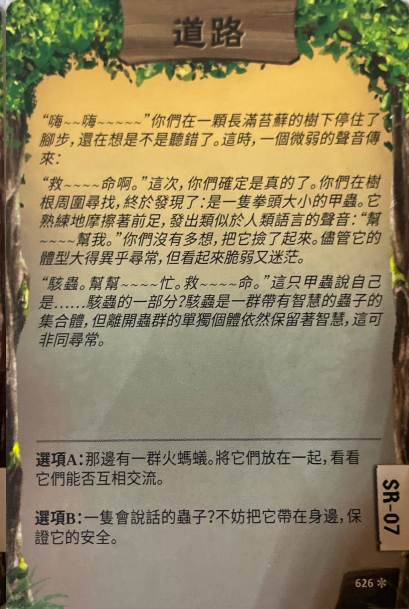 道路
“嗨~~嗨~~~~~”你們在一顆長滿苔蘚的樹下停住了
腳步，還在想是不是聽錯了。這時，一個微弱的聲音傳
來：
“救~~~~命啊。”這次，你們確定是真的了。你們在樹
根周圍尋找，終於發現了：是一隻拳頭大小的甲蟲。它
熟練地摩擦著前足，發出類似於人類語言的聲音：“幫
~~~~幫我。”你們沒有多想，把它撿了起來。儘管它的
體型大得異乎尋常，但看起來脆弱又迷茫。
“駭蟲。幫幫~~~~忙。救~~~~命。”這只甲蟲說自己
是……駭蟲的一部分？駭蟲是一群帶有智慧的蟲子的
集合體，但離開蟲群的單獨個體依然保留著智慧，這可
非同尋常。
選項A：那邊有一群火螞蟻。將它們放在一起，看看
它們能否互相交流。
選項B：一隻會說話的蟲子？不妨把它帶在身邊，保
證它的安全。
SR-07
626